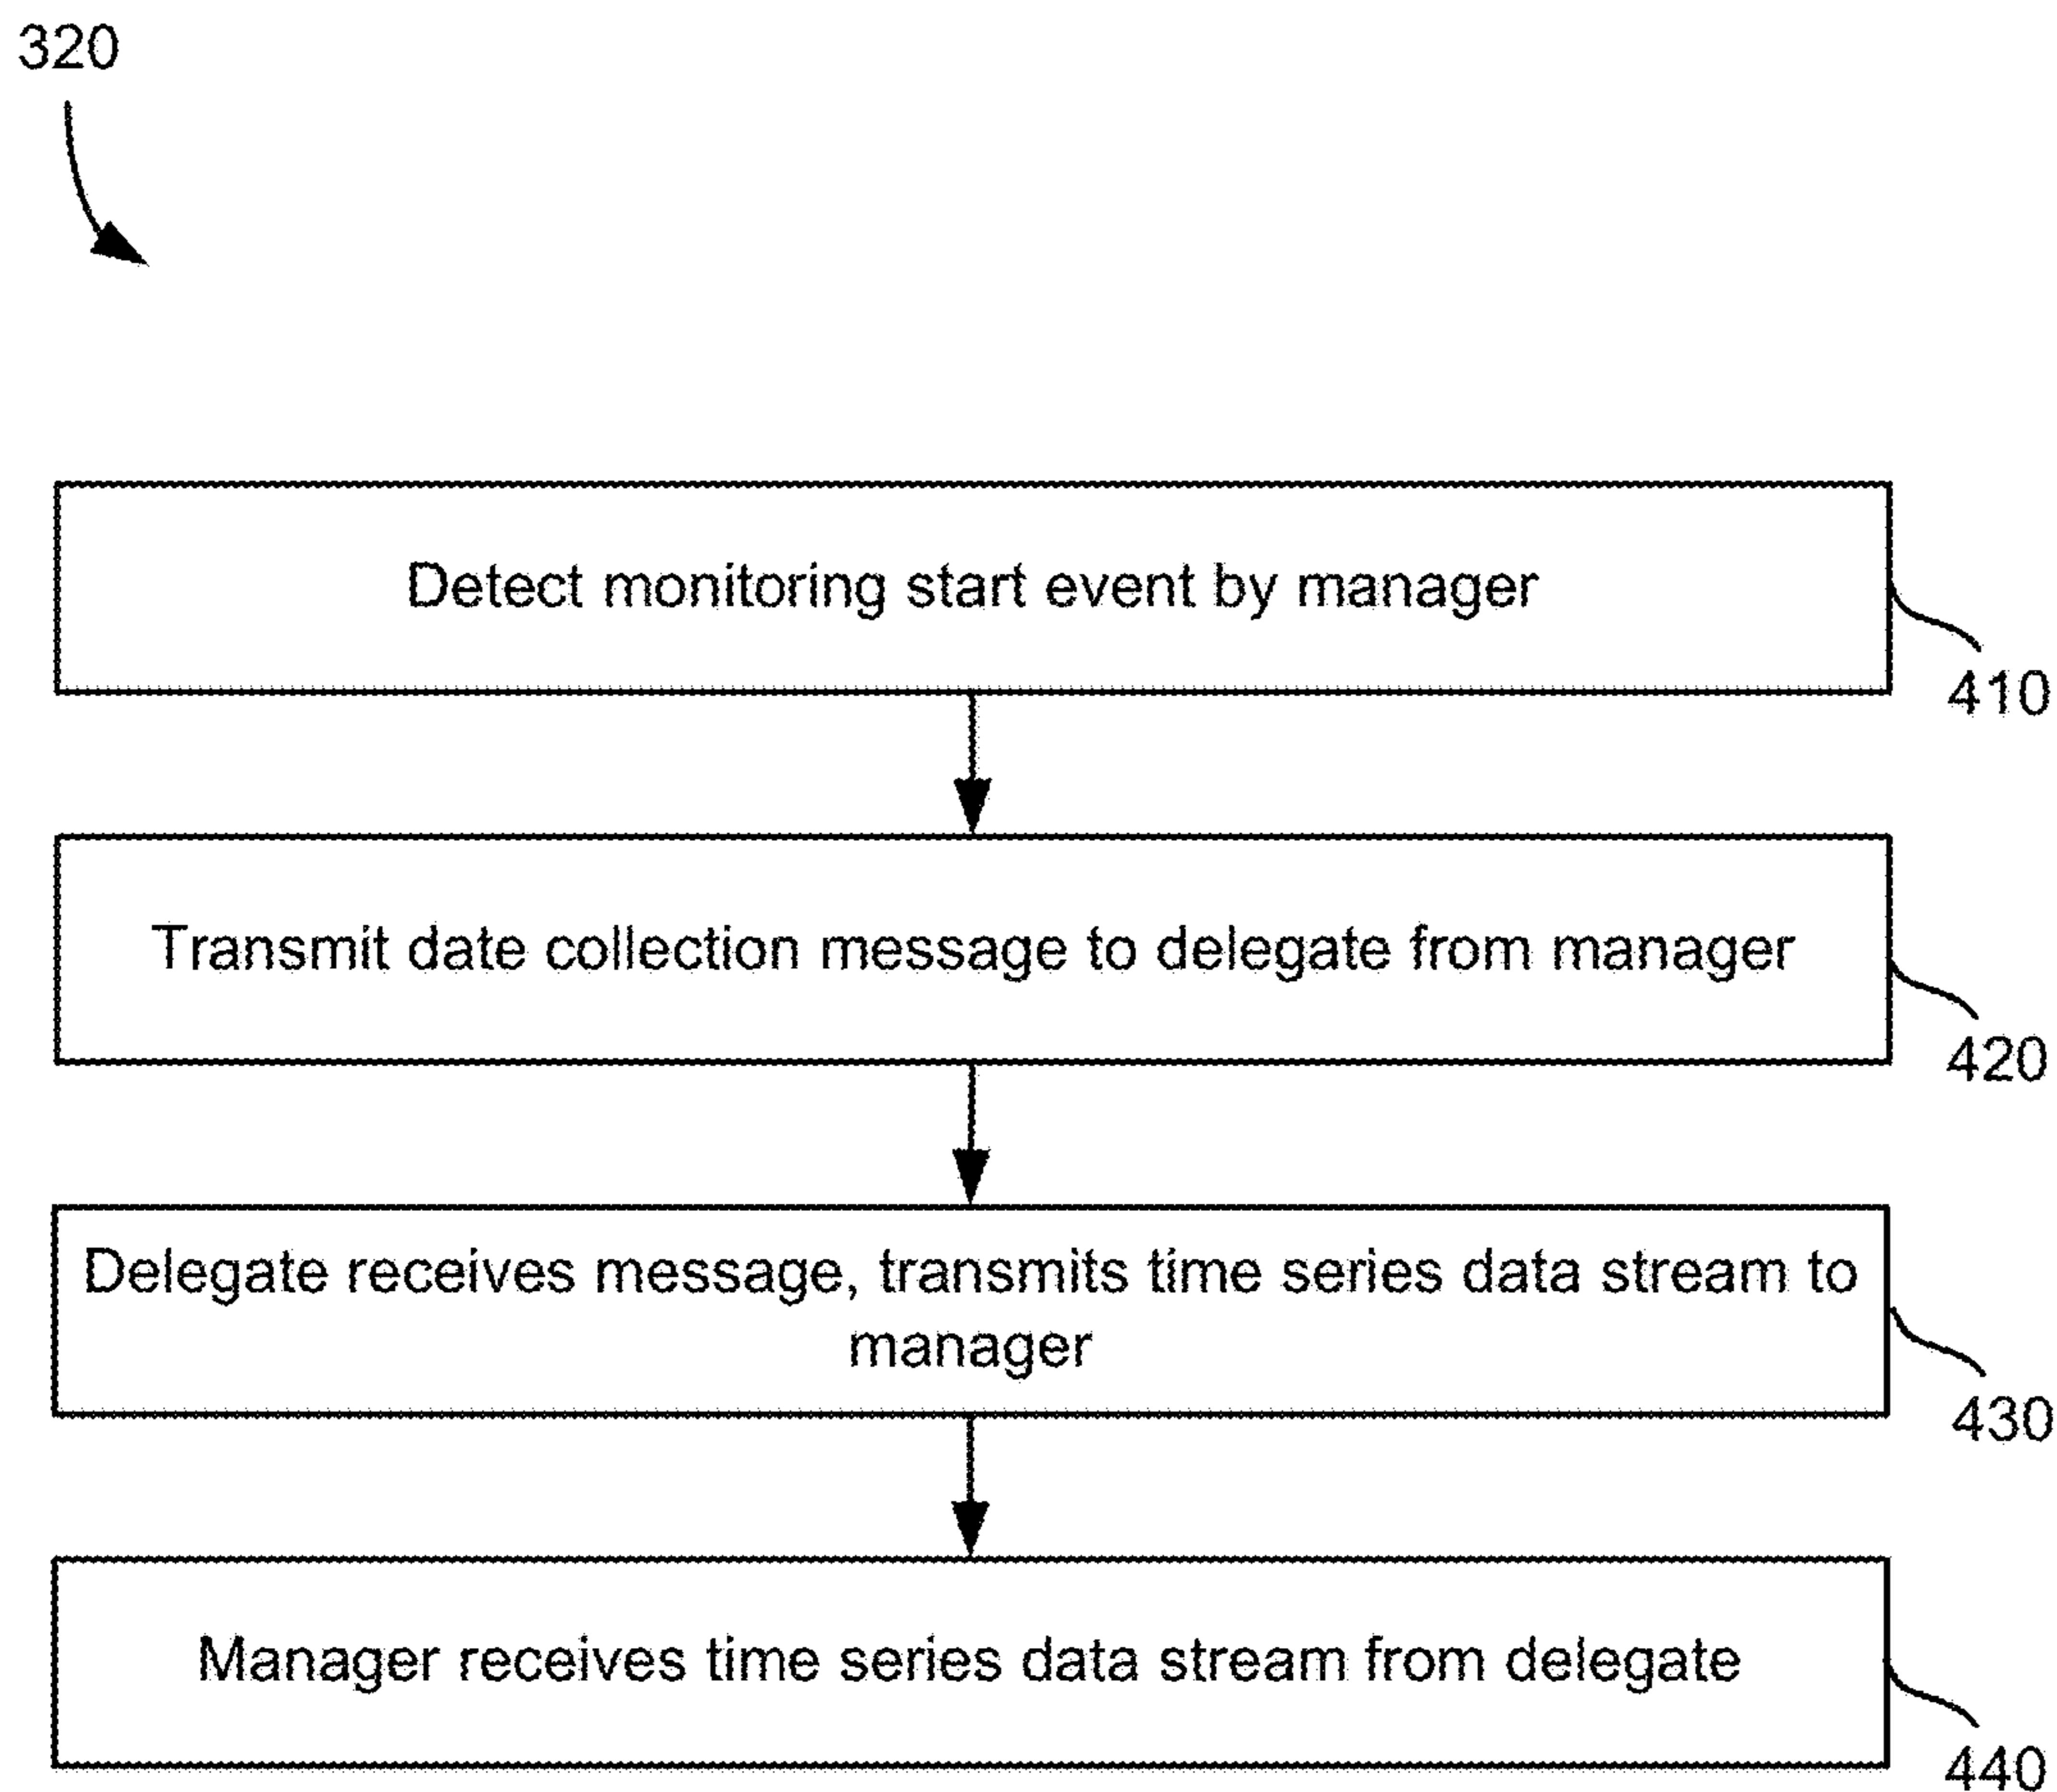 320
Detect monitoring start event by manager
410
Transmit date collection message to delegate from manager
420
Delegate receives message, transmits time series data stream to
manager
430
Manager receives time series data stream from delegate
440